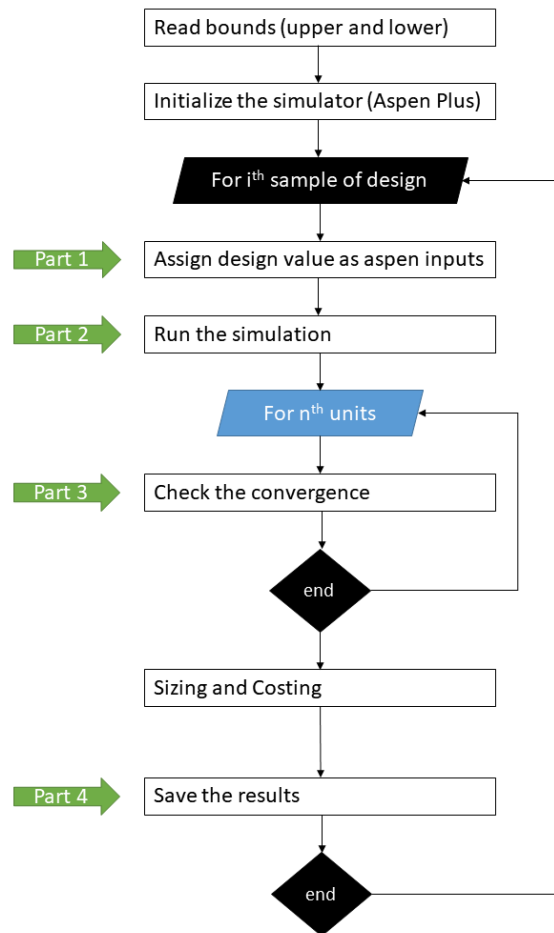 Read bounds (upper and lower)
Initialize the simulator (Aspen Plus)
For iᵗʰ sample of design
Part 1
Assign design value as aspen inputs
Part 2
Run the simulation
For nᵗʰ units
Part 3
Check the convergence
end
Sizing and Costing
Part 4
Save the results
end